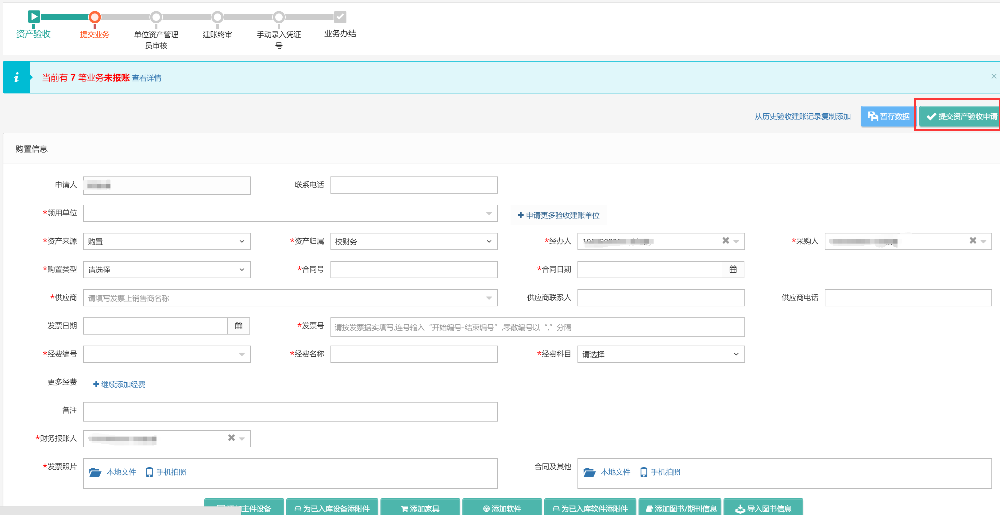 资产验收
提交业务
单位资产管理
员审核
建账终审
手动录入凭证
号
业务办结
当前有 7 笔业务未报账 查看详情
从历史验收建账记录复制添加 暂存数据 提交资产验收申请
购置信息
申请人 联系电话
*领用单位 申请更多验收建账单位
*资产来源 购置 *资产归属 校财务 *经办人 *采购人
*购置类型 请选择 *合同号 *合同日期
*供应商 请填写发票上销售商名称 供应商联系人 供应商电话
发票日期 *发票号 请按发票据实填写,连号输入“开始编号-结束编号”,零散编号以“,”分隔
*经费编号 *经费名称 *经费科目 请选择
更多经费 继续添加经费
备注
*财务报账人
*发票照片 本地文件 手机拍照 合同及其他 本地文件 手机拍照
主件设备 为已入库设备添附件 添加家具 添加软件 为已入库软件添附件 添加图书/期刊信息 导入图书信息